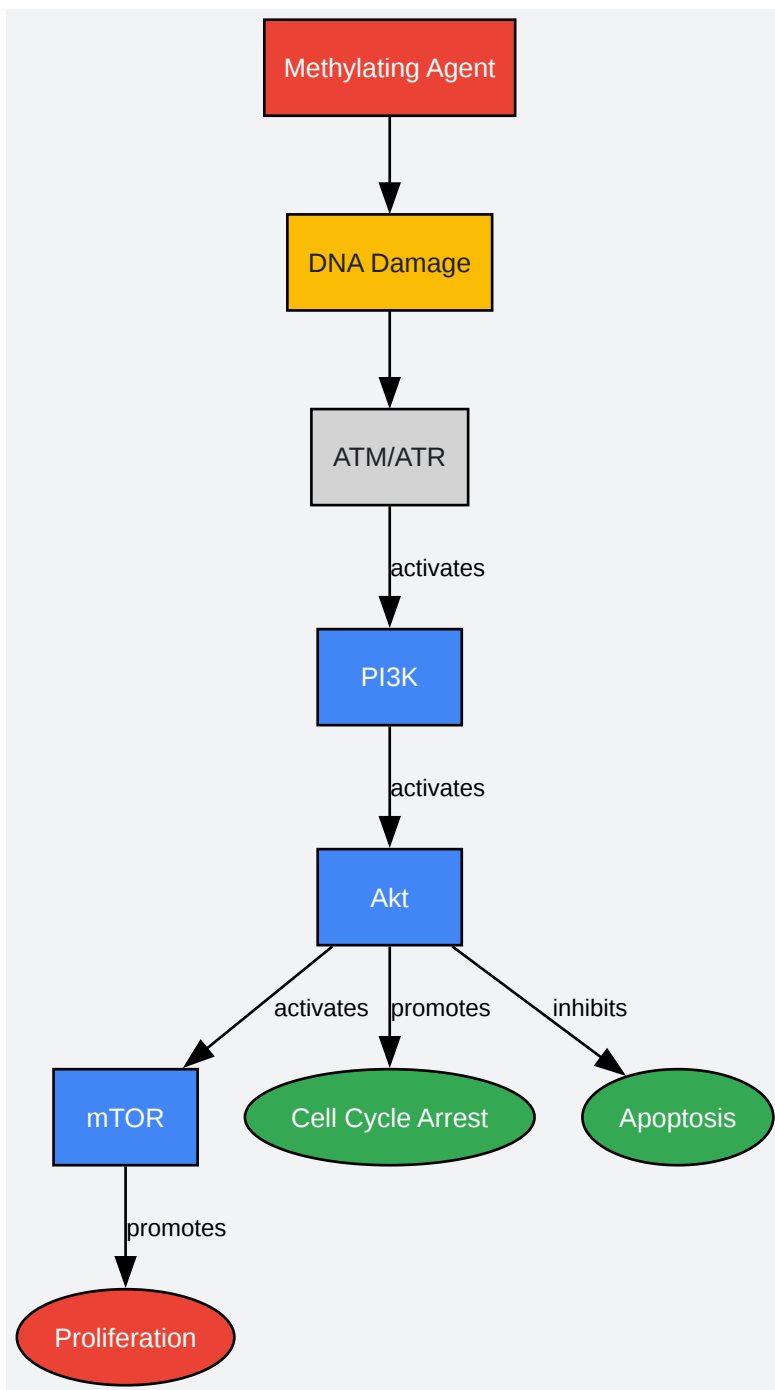 Methylating Agent
DNA Damage
ATM/ATR
activates
PI3K
activates
Akt
activates
promotes
inhibits
mTOR
Cell Cycle Arrest
Apoptosis
promotes
Proliferation